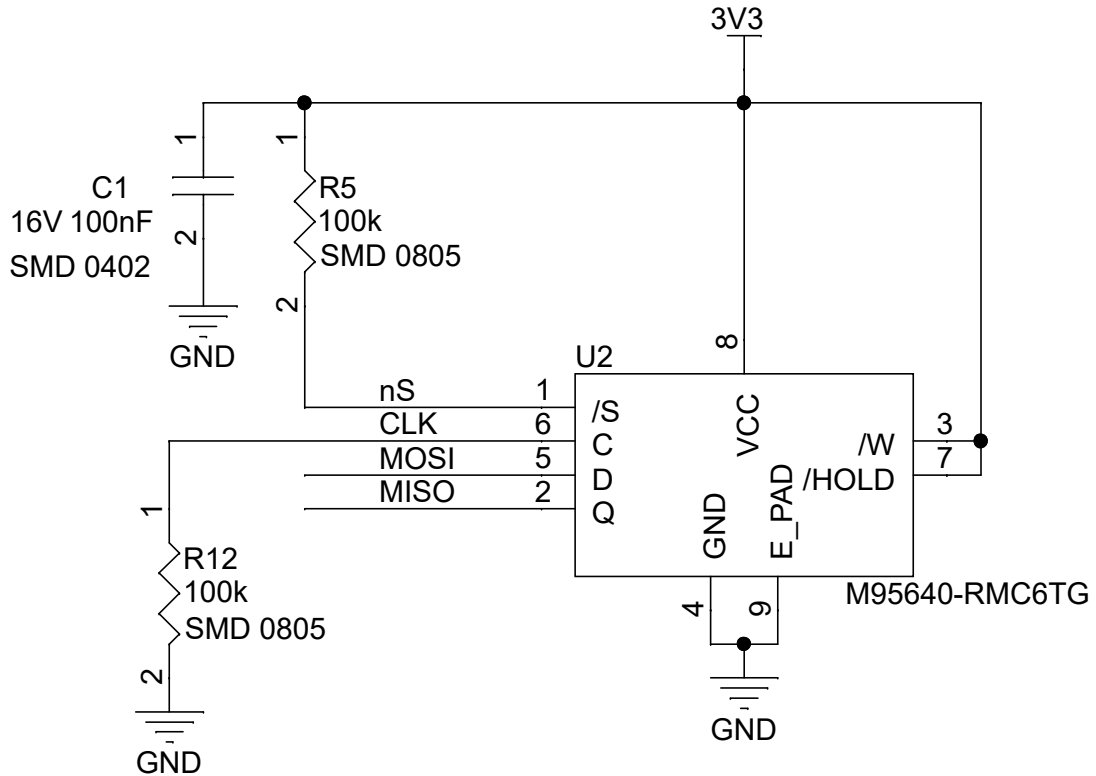 3V3
1
1
C1
16V 100nF
SMD 0402
2
R5
100k
SMD 0805
2
GND
8
U2
nS
1
/S
CLK
6
C
MOSI
5
D
MISO
2
Q
VCC
/W
3
/HOLD
7
GND
E_PAD
4
9
M95640-RMC6TG
GND
1
R12
100k
SMD 0805
2
GND